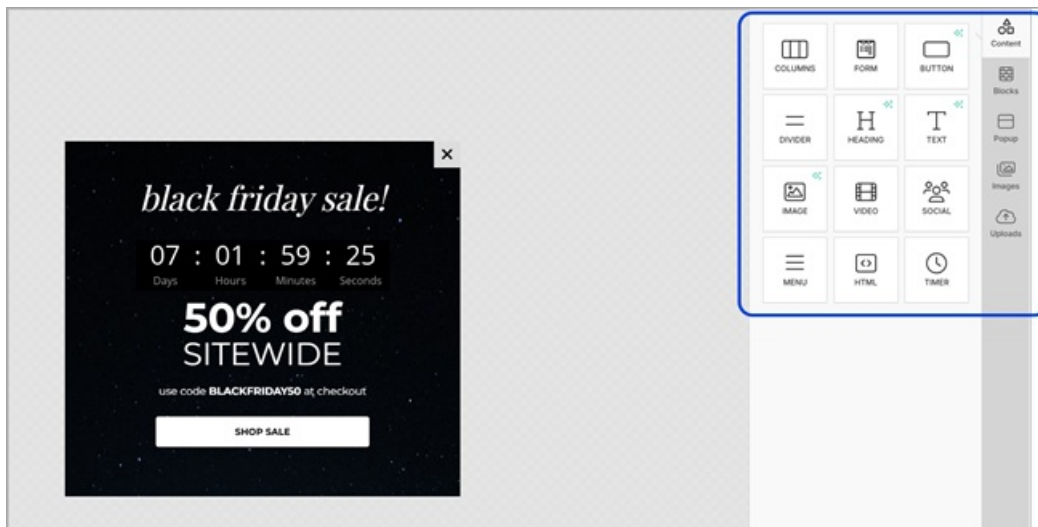 black friday sale!
07 : 01 : 59 : 25
Days Hours Minutes Seconds
50% off
SITEWIDE
use code BLACKFRIDAY50 at checkout
SHOP SALE
COLUMNS FORM BUTTON
DIVIDER HEADING TEXT
IMAGE VIDEO SOCIAL
MENU HTML TIMER
Content
Blocks
Popup
Images
Uploads